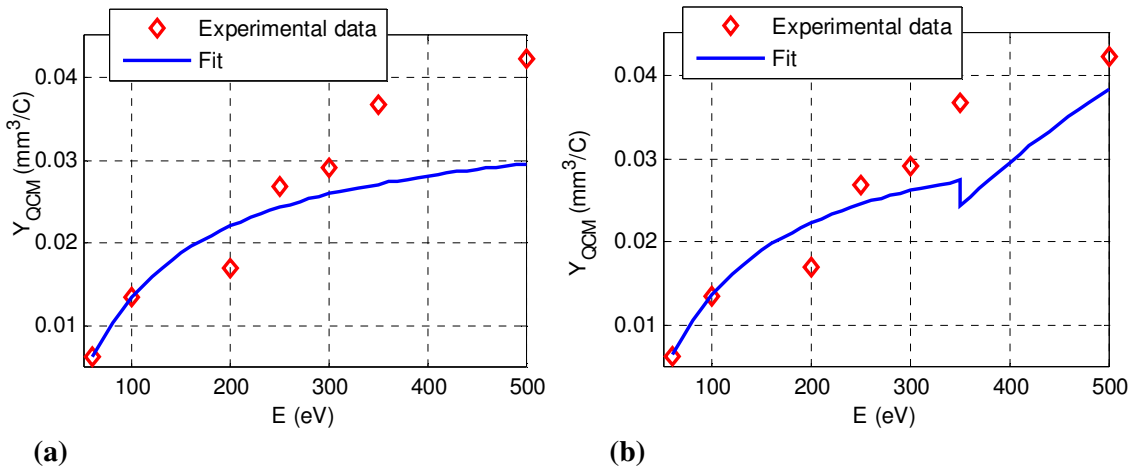 Experimental data
Fit
0.04
0.03
0.02
0.01
Y_QCM (mm³/C)
100
200
300
400
500
E (eV)
(a)
Experimental data
Fit
0.04
0.03
0.02
0.01
Y_QCM (mm³/C)
100
200
300
400
500
E (eV)
(b)